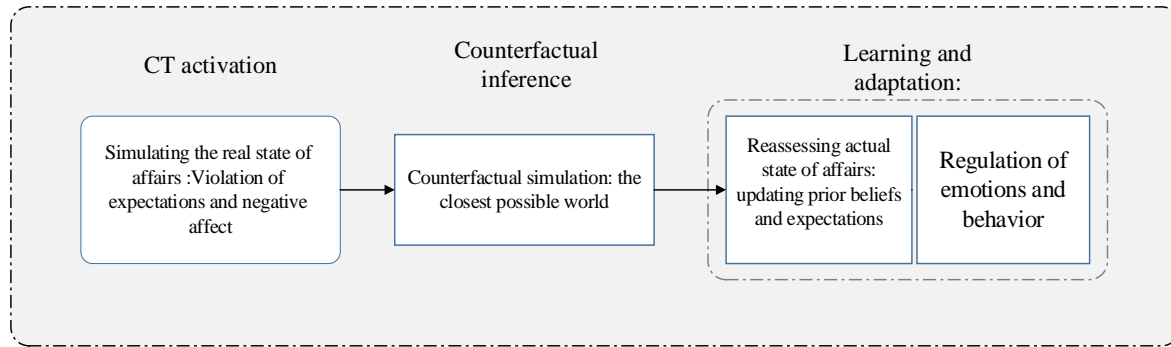 CT activation
Counterfactual
inference
Learning and
adaptation:
Simulating the real state of
affairs :Violation of
expectations and negative
affect
Counterfactual simulation: the
closest possible world
Reassessing actual
state of affairs:
updating prior beliefs
and expectations
Regulation of
emotions and
behavior